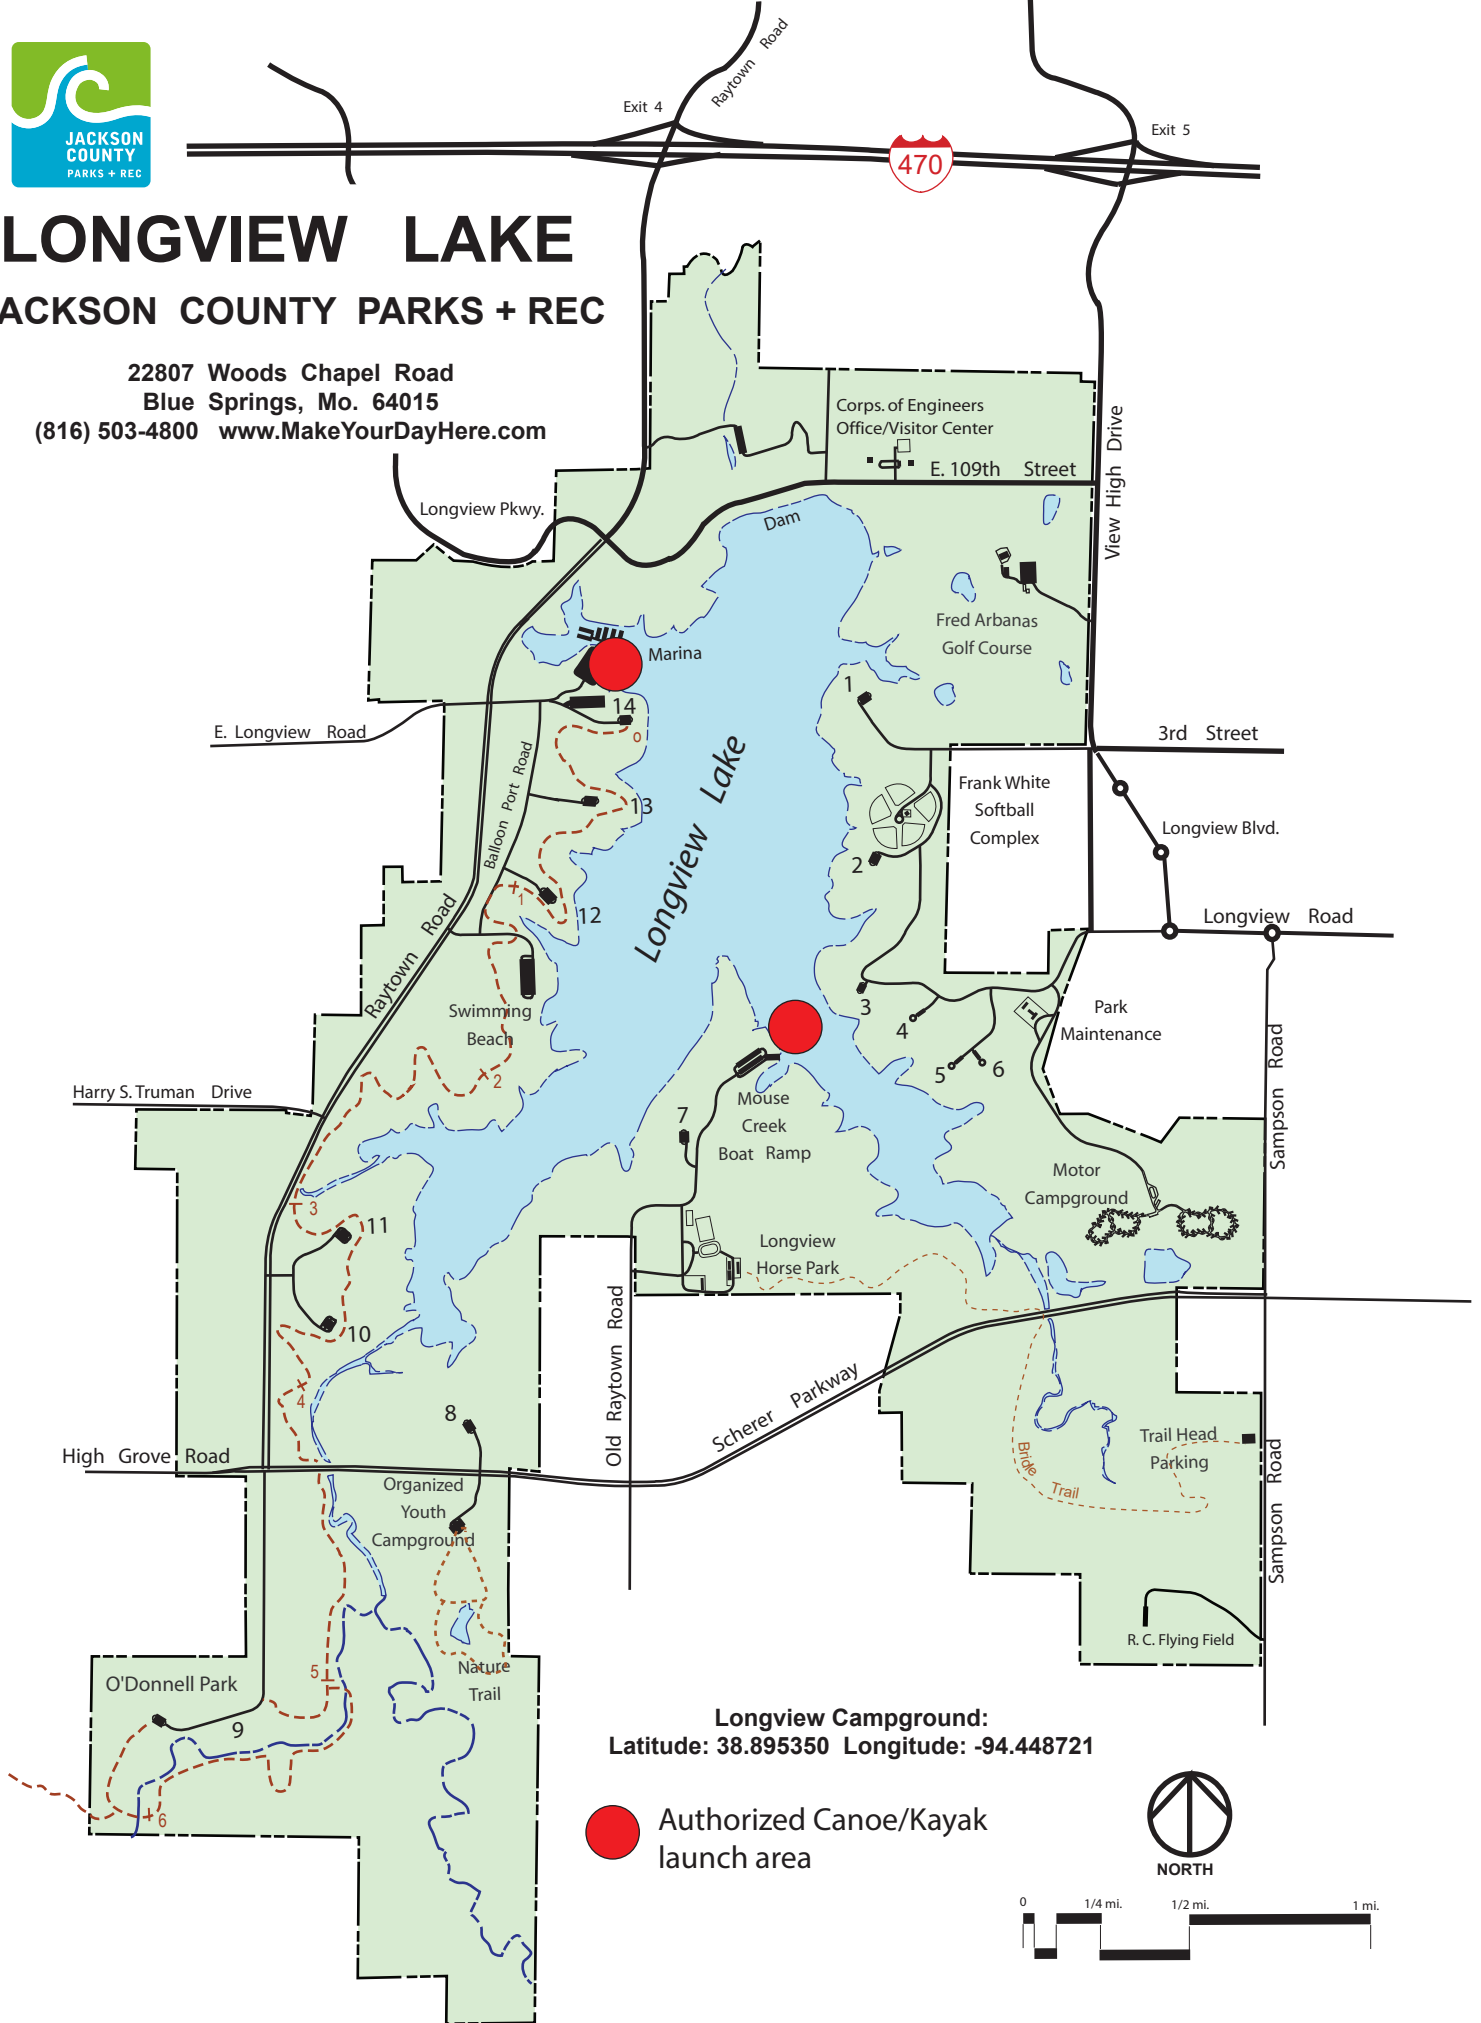 JACKSON
COUNTY
PARKS + REC
LONGVIEW LAKE
ACKSON COUNTY PARKS + REC
22807 Woods Chapel Road
Blue Springs, Mo. 64015
(816) 503-4800 www.MakeYourDayHere.com
Exit 4
Raytown Road
Exit 5
470
Corps. of Engineers
Office/Visitor Center
E. 109th Street
View High Drive
Longview Pkwy.
Dam
Fred Arbanas
Golf Course
Marina
14
1
0
E. Longview Road
3rd Street
Balloon Port Road
13
Longview Lake
Frank White
Softball
Complex
Longview Blvd.
2
1
12
Longview Road
Raytown Road
Swimming
Beach
3
4
Park
Maintenance
5
6
Sampson Road
2
Harry S. Truman Drive
Mouse
Creek
Boat Ramp
7
Motor
Campground
3
11
Longview
Horse Park
10
Old Raytown Road
Scherer Parkway
4
8
High Grove Road
Organized
Youth
Campground
Trail Head
Parking
Bridle Trail
Sampson Road
R. C. Flying Field
5
Nature
Trail
O'Donnell Park
9
6
Longview Campground:
Latitude: 38.895350 Longitude: -94.448721
Authorized Canoe/Kayak
launch area
NORTH
0 1/4 mi. 1/2 mi. 1 mi.